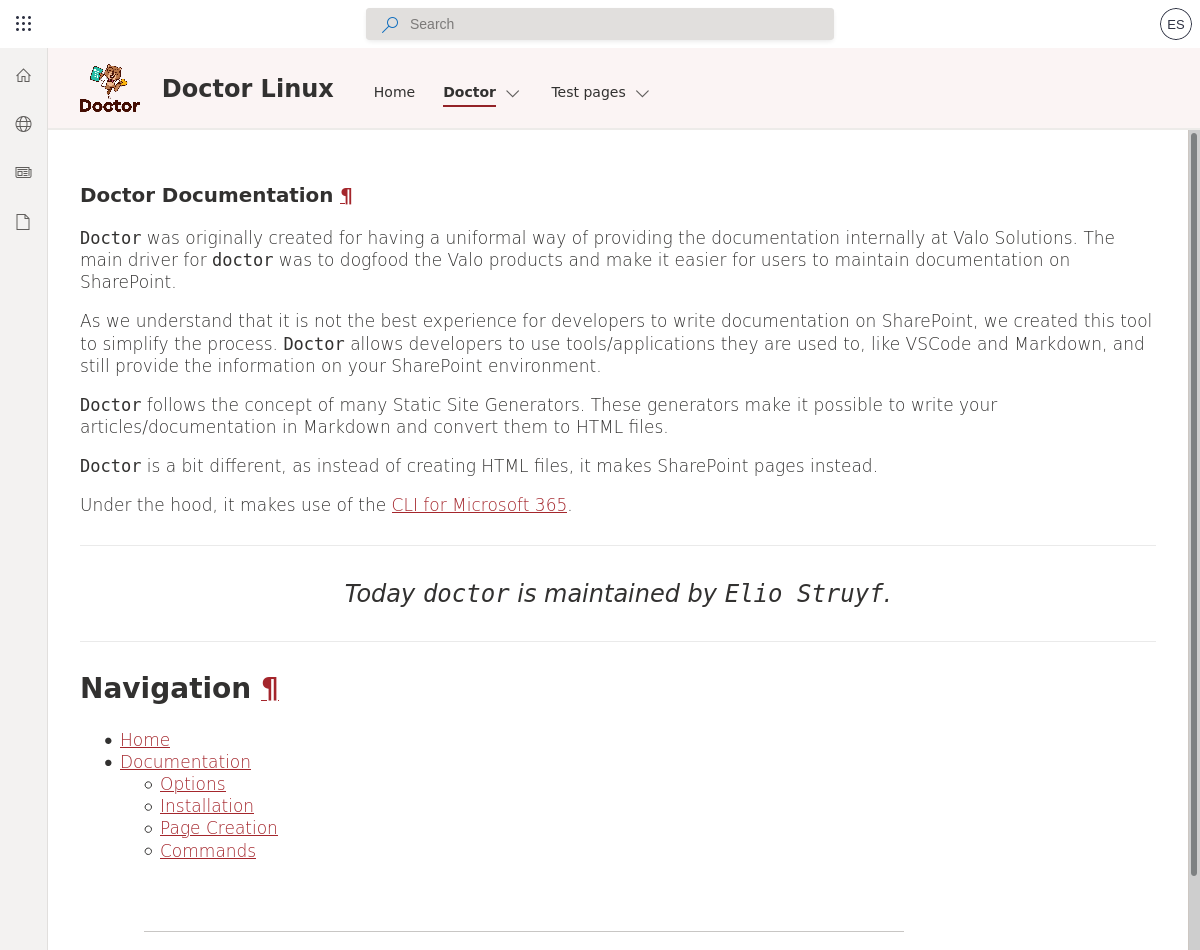 Search
ES
Doctor
Doctor Linux
Home
Doctor
Test pages
Doctor Documentation ¶
Doctor was originally created for having a uniformal way of providing the documentation internally at Valo Solutions. The
main driver for doctor was to dogfood the Valo products and make it easier for users to maintain documentation on
SharePoint.
As we understand that it is not the best experience for developers to write documentation on SharePoint, we created this tool
to simplify the process. Doctor allows developers to use tools/applications they are used to, like VSCode and Markdown, and
still provide the information on your SharePoint environment.
Doctor follows the concept of many Static Site Generators. These generators make it possible to write your
articles/documentation in Markdown and convert them to HTML files.
Doctor is a bit different, as instead of creating HTML files, it makes SharePoint pages instead.
Under the hood, it makes use of the CLI for Microsoft 365.
Today doctor is maintained by Elio Struyf.
Navigation ¶
Home
Documentation
Options
Installation
Page Creation
Commands